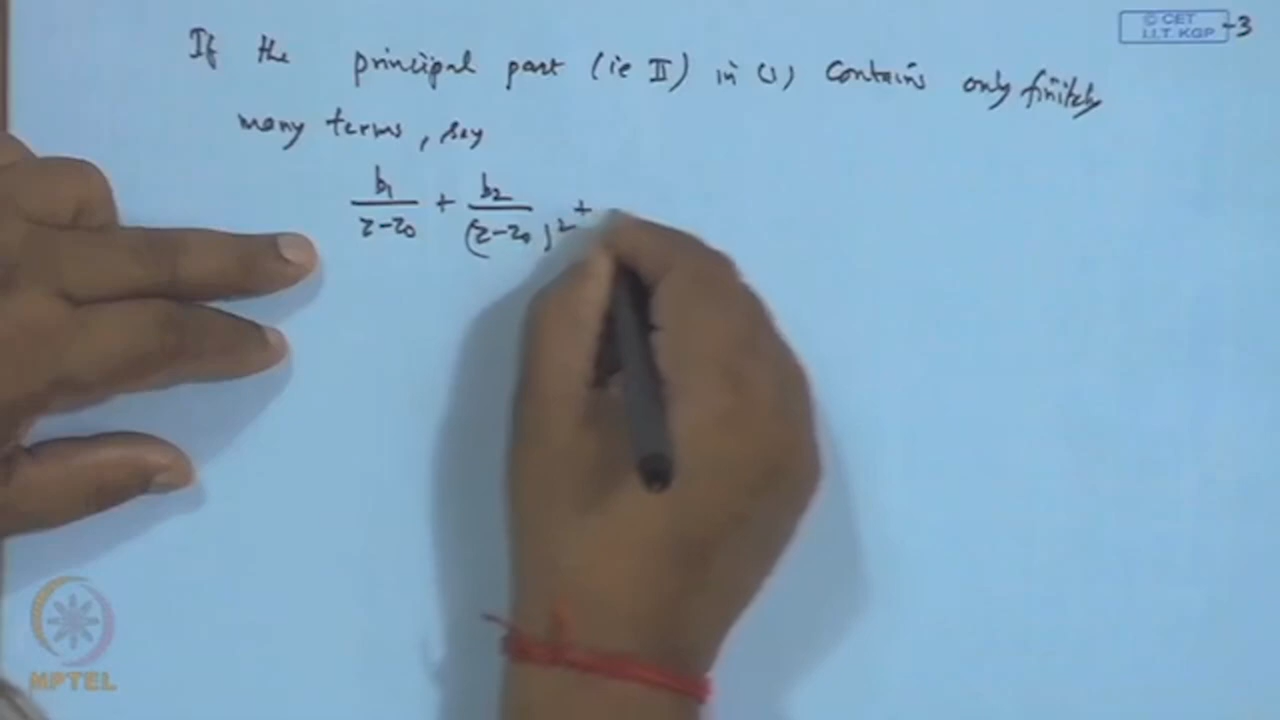 © CET
I.I.T. KGP
-3
If the principal part (ie II) in (1) contains only finitely
many terms, say
b1/(z-z0) + b2/(z-z0)^2 +
NPTEL